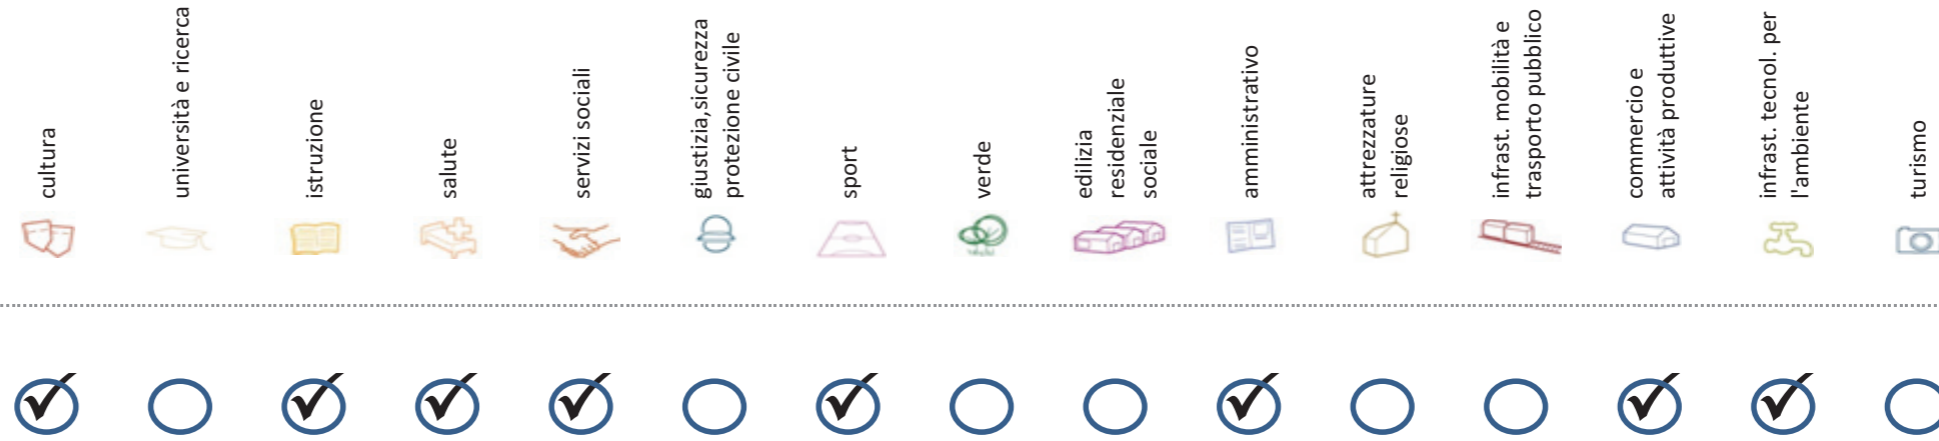 cultura
università e ricerca
istruzione
salute
servizi sociali
giustizia,sicurezza
protezione civile
sport
verde
edilizia
residenziale
sociale
amministrativo
attrezzature
religiose
infrast. mobilità e
trasporto pubblico
commercio e
attività produttive
infrast. tecnol. per
l'ambiente
turismo